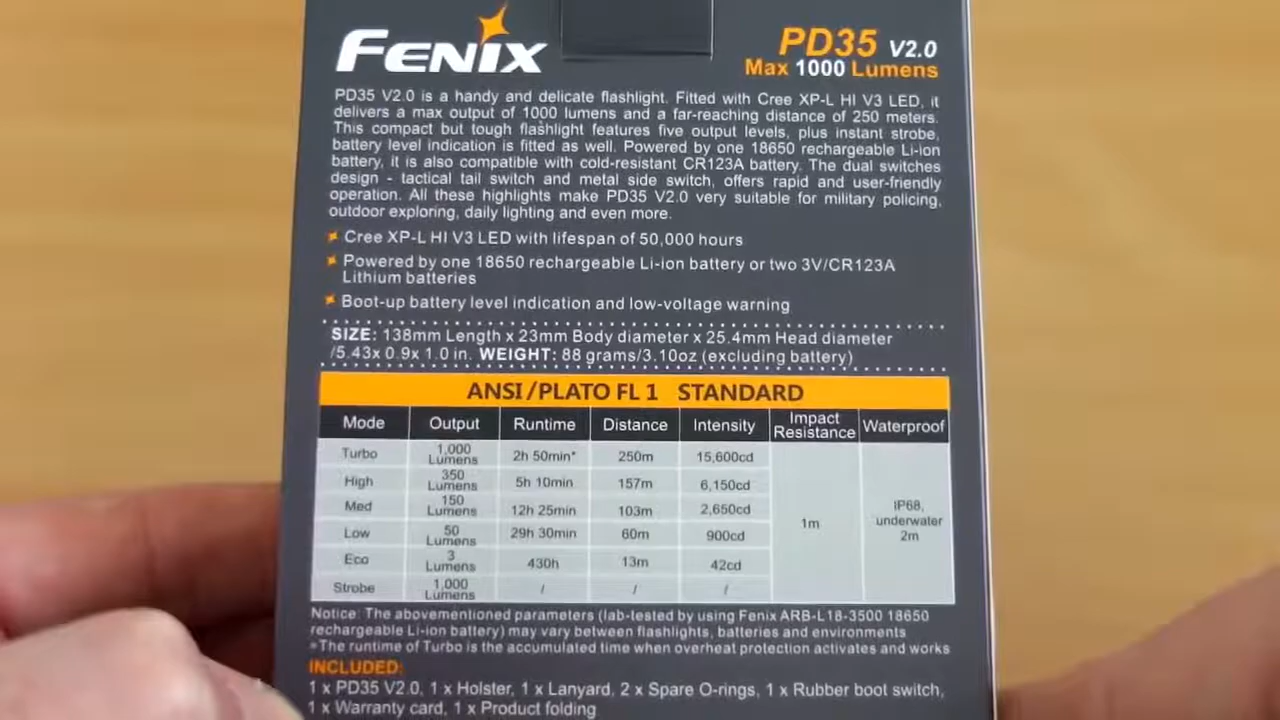 FENIX
PD35 V2.0
Max 1000 Lumens
PD35 V2.0 is a handy and delicate flashlight. Fitted with Cree XP-L HI V3 LED, it
delivers a max output of 1000 lumens and a far-reaching distance of 250 meters.
This compact but tough flashlight features five output levels, plus instant strobe,
battery level indication is fitted as well. Powered by one 18650 rechargeable Li-ion
battery, it is also compatible with cold-resistant CR123A battery. The dual switches
design - tactical tail switch and metal side switch, offers rapid and user-friendly
operation. All these highlights make PD35 V2.0 very suitable for military policing,
outdoor exploring, daily lighting and even more.
Cree XP-L HI V3 LED with lifespan of 50,000 hours
Powered by one 18650 rechargeable Li-ion battery or two 3V/CR123A
Lithium batteries
Boot-up battery level indication and low-voltage warning
SIZE: 138mm Length x 23mm Body diameter x 25.4mm Head diameter
/5.43x 0.9x 1.0 in. WEIGHT: 88 grams/3.10oz (excluding battery)
ANSI/PLATO FL 1 STANDARD
Mode Output Runtime Distance Intensity Impact Resistance Waterproof
Turbo 1,000 Lumens 2h 50min* 250m 15,600cd
High 350 Lumens 5h 10min 157m 6,150cd
Med 150 Lumens 12h 25min 103m 2,650cd
Low 50 Lumens 29h 30min 60m 900cd
Eco 3 Lumens 430h 13m 42cd
Strobe 1,000 Lumens / / /
1m
IP68,
underwater
2m
Notice: The abovementioned parameters (lab-tested by using Fenix ARB-L18-3500 18650
rechargeable Li-ion battery) may vary between flashlights, batteries and environments
*The runtime of Turbo is the accumulated time when overheat protection activates and works
INCLUDED:
1 x PD35 V2.0, 1 x Holster, 1 x Lanyard, 2 x Spare O-rings, 1 x Rubber boot switch,
1 x Warranty card, 1 x Product folding